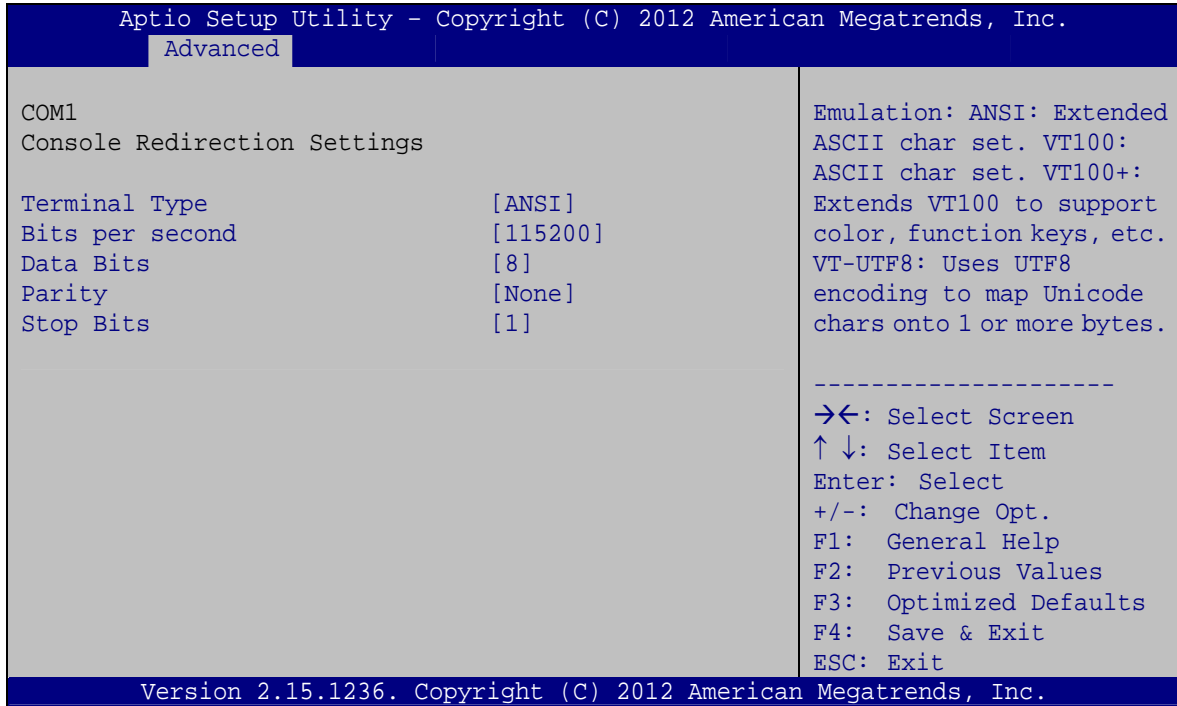 Aptio Setup Utility – Copyright (C) 2012 American Megatrends, Inc.
Advanced
COM1
Console Redirection Settings
Terminal Type [ANSI]
Bits per second [115200]
Data Bits [8]
Parity [None]
Stop Bits [1]
Emulation: ANSI: Extended
ASCII char set. VT100:
ASCII char set. VT100+:
Extends VT100 to support
color, function keys, etc.
VT-UTF8: Uses UTF8
encoding to map Unicode
chars onto 1 or more bytes.
---------------------
→←: Select Screen
↑ ↓: Select Item
Enter: Select
+/-: Change Opt.
F1: General Help
F2: Previous Values
F3: Optimized Defaults
F4: Save & Exit
ESC: Exit
Version 2.15.1236. Copyright (C) 2012 American Megatrends, Inc.